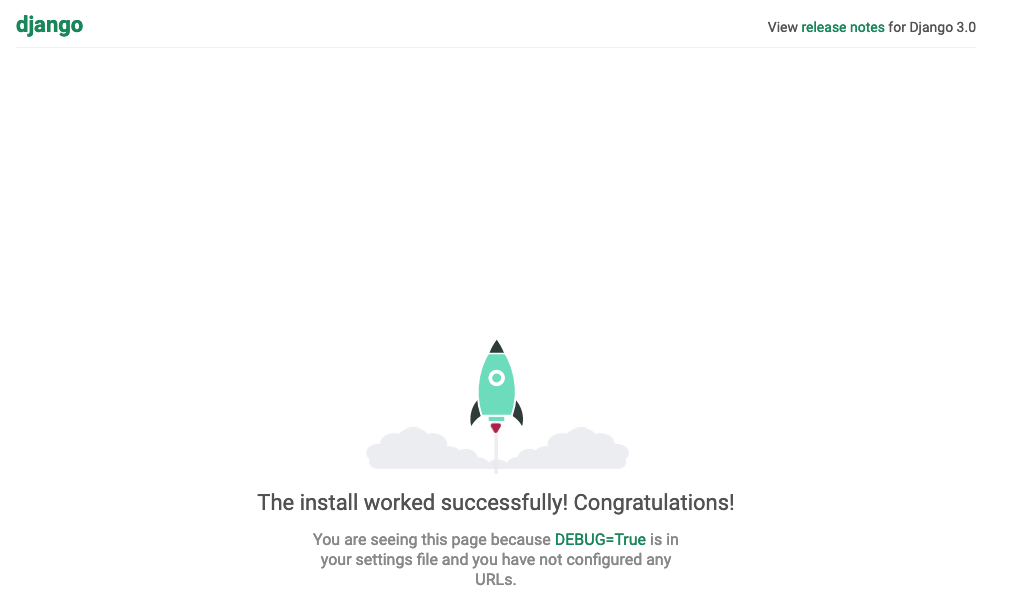 django
View release notes for Django 3.0
The install worked successfully! Congratulations!
You are seeing this page because DEBUG=True is in
your settings file and you have not configured any
URLs.